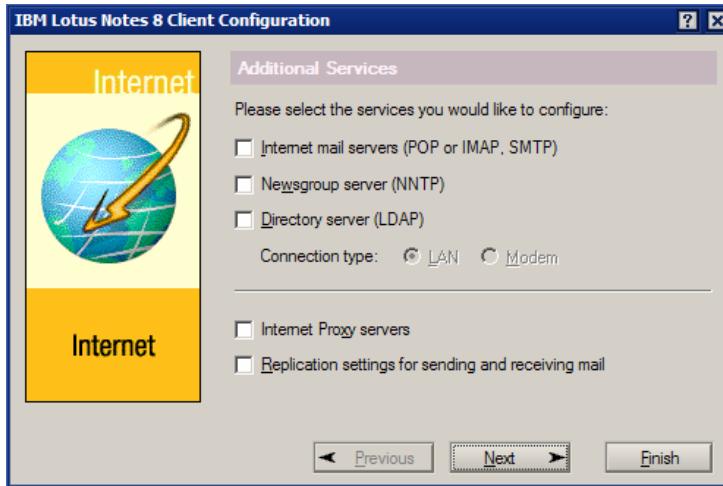 IBM Lotus Notes 8 Client Configuration
Internet
Additional Services
Please select the services you would like to configure:
Internet mail servers (POP or IMAP, SMTP)
Newsgroup server (NNTP)
Directory server (LDAP)
Connection type: LAN Modem
Internet
Internet Proxy servers
Replication settings for sending and receiving mail
Previous Next Finish